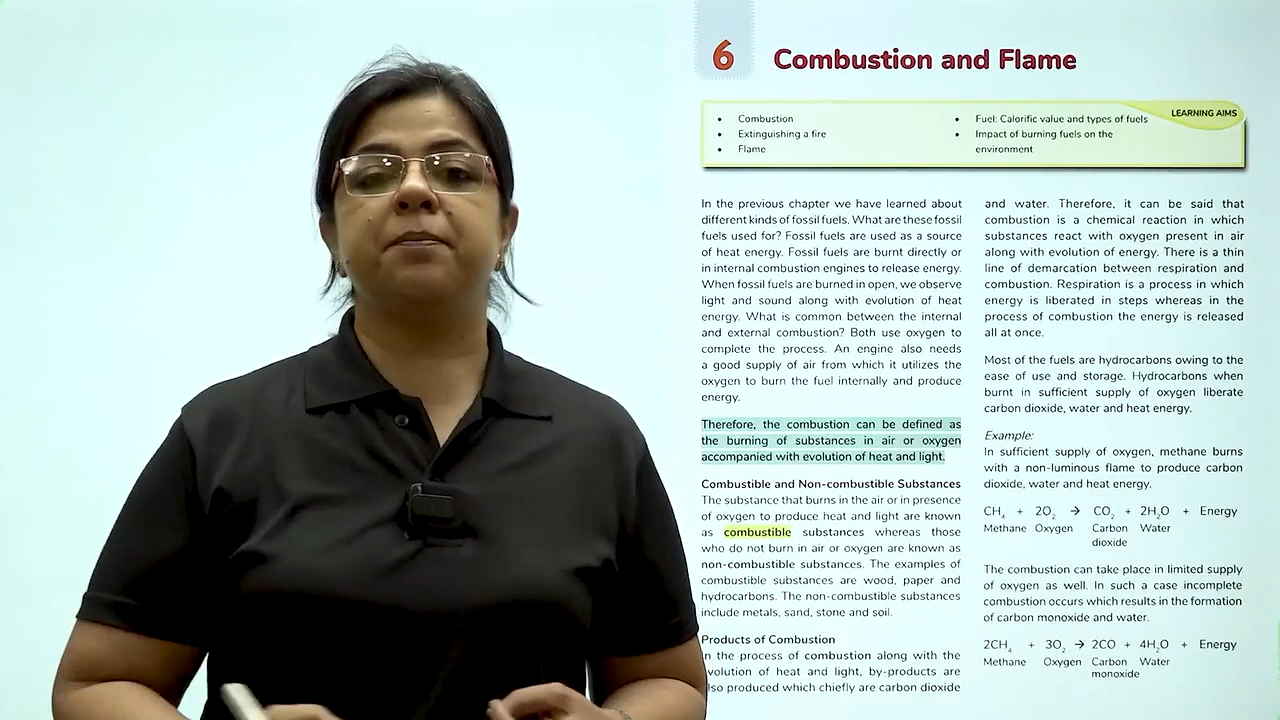 6 Combustion and Flame
LEARNING AIMS
• Combustion
• Extinguishing a fire
• Flame
• Fuel: Calorific value and types of fuels
• Impact of burning fuels on the
environment
In the previous chapter we have learned about
different kinds of fossil fuels. What are these fossil
fuels used for? Fossil fuels are used as a source
of heat energy. Fossil fuels are burnt directly or
in internal combustion engines to release energy.
When fossil fuels are burned in open, we observe
light and sound along with evolution of heat
energy. What is common between the internal
and external combustion? Both use oxygen to
complete the process. An engine also needs
a good supply of air from which it utilizes the
oxygen to burn the fuel internally and produce
energy.
Therefore, the combustion can be defined as
the burning of substances in air or oxygen
accompanied with evolution of heat and light.
Combustible and Non-combustible Substances
The substance that burns in the air or in presence
of oxygen to produce heat and light are known
as combustible substances whereas those
who do not burn in air or oxygen are known as
non-combustible substances. The examples of
combustible substances are wood, paper and
hydrocarbons. The non-combustible substances
include metals, sand, stone and soil.
Products of Combustion
In the process of combustion along with the
evolution of heat and light, by-products are
also produced which chiefly are carbon dioxide
and water. Therefore, it can be said that
combustion is a chemical reaction in which
substances react with oxygen present in air
along with evolution of energy. There is a thin
line of demarcation between respiration and
combustion. Respiration is a process in which
energy is liberated in steps whereas in the
process of combustion the energy is released
all at once.
Most of the fuels are hydrocarbons owing to the
ease of use and storage. Hydrocarbons when
burnt in sufficient supply of oxygen liberate
carbon dioxide, water and heat energy.
Example:
In sufficient supply of oxygen, methane burns
with a non-luminous flame to produce carbon
dioxide, water and heat energy.
CH₄ + 2O₂ → CO₂ + 2H₂O + Energy
Methane Oxygen Carbon Water
dioxide
The combustion can take place in limited supply
of oxygen as well. In such a case incomplete
combustion occurs which results in the formation
of carbon monoxide and water.
2CH₄ + 3O₂ → 2CO + 4H₂O + Energy
Methane Oxygen Carbon Water
monoxide